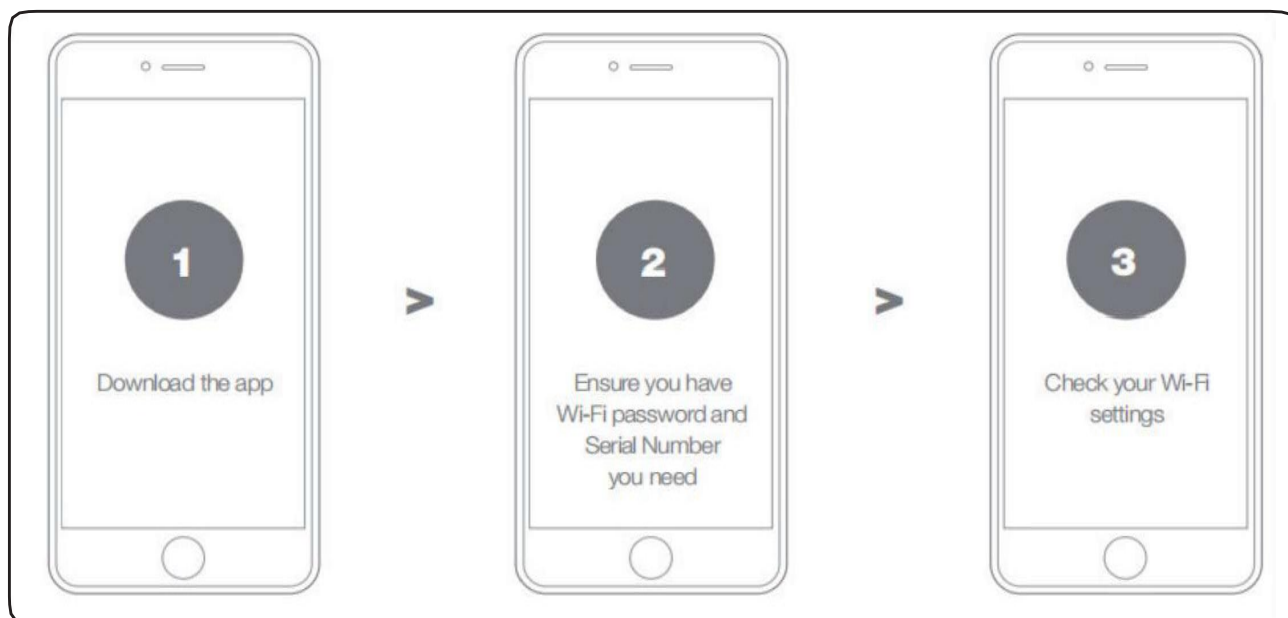 1
Download the app
>
2
Ensure you have
Wi-Fi password and
Serial Number
you need
>
3
Check your Wi-Fi
settings